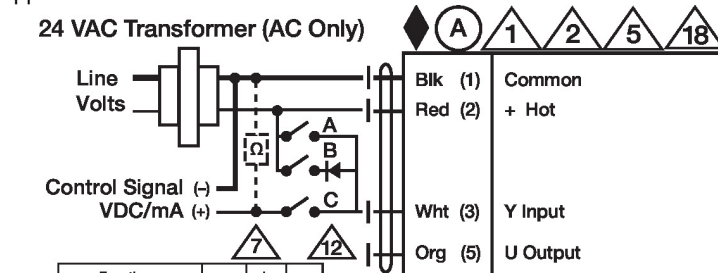 24 VAC Transformer (AC Only)
A 1 2 5 18
Line
Volts
Blk (1) Common
Red (2) + Hot
A
B
Ω
Control Signal (–)
VDC/mA (+)
C
Wht (3) Y Input
7
12
Org (5) U Output